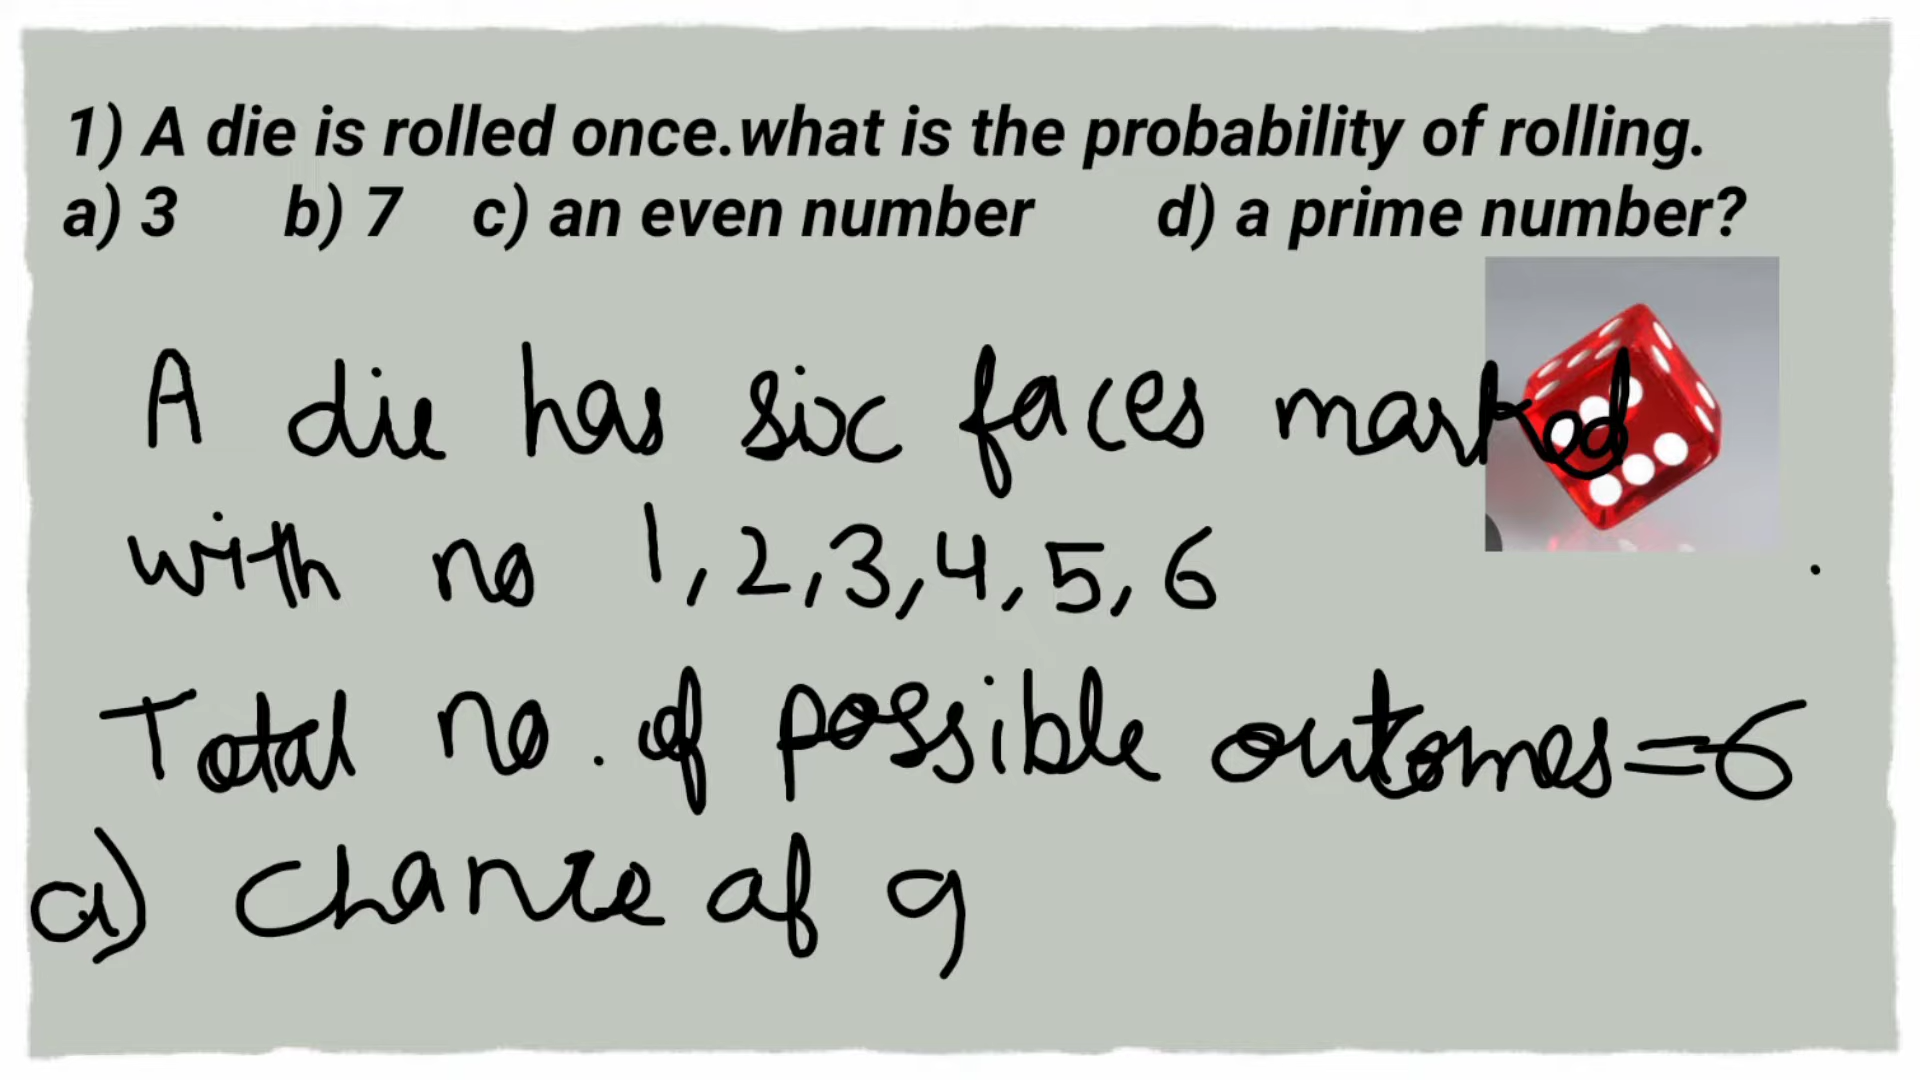 1) A die is rolled once.what is the probability of rolling.
a) 3 b) 7 c) an even number d) a prime number?
A die has six faces marked
with no 1, 2, 3, 4, 5, 6
Total no. of possible outomes = 6
a) Chance of g